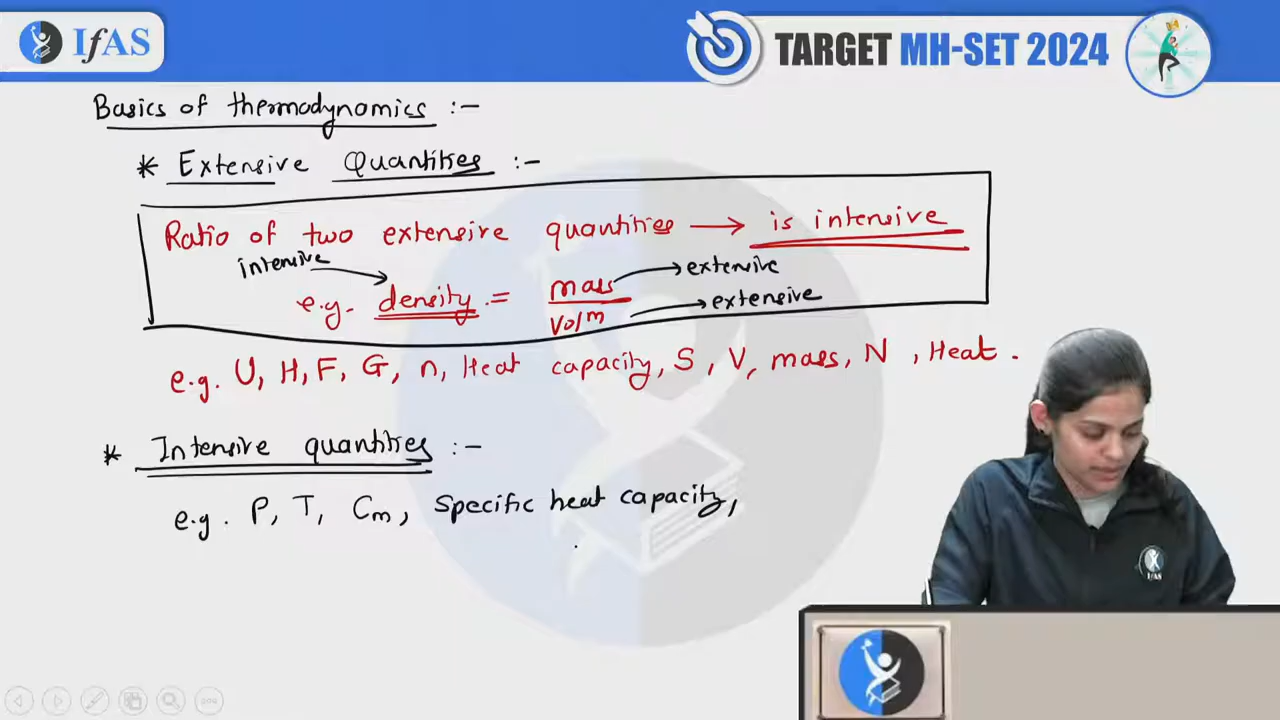 IfAS
TARGET MH-SET 2024
Basics of thermodynamics :-
* Extensive Quantities :-
Ratio of two extensive quantities → is intensive
intensive
e.g. density = mass → extensive
Vol^m → extensive
e.g. U, H, F, G, n, Heat capacity, S, V, mass, N, Heat.
* Intensive quantities :-
e.g. P, T, Cm, specific heat capacity,
IFAS